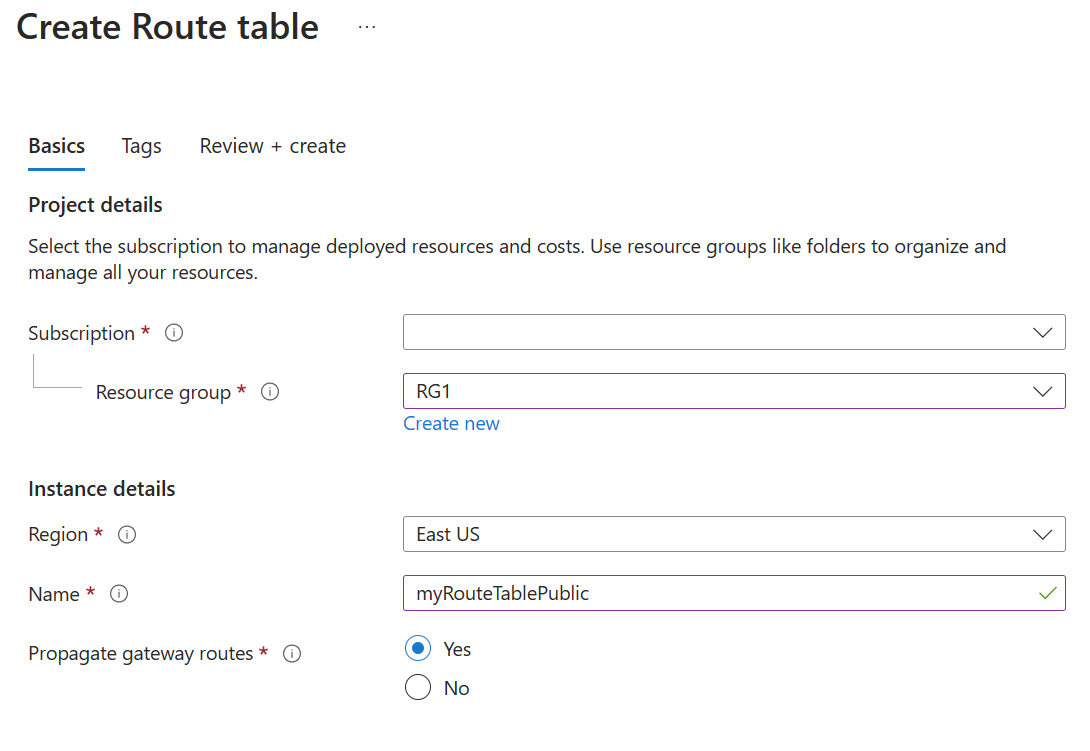 Create Route table ...
Basics Tags Review + create
Project details
Select the subscription to manage deployed resources and costs. Use resource groups like folders to organize and
manage all your resources.
Subscription *
Resource group * RG1
Create new
Instance details
Region * East US
Name * myRouteTablePublic
Propagate gateway routes * Yes
No